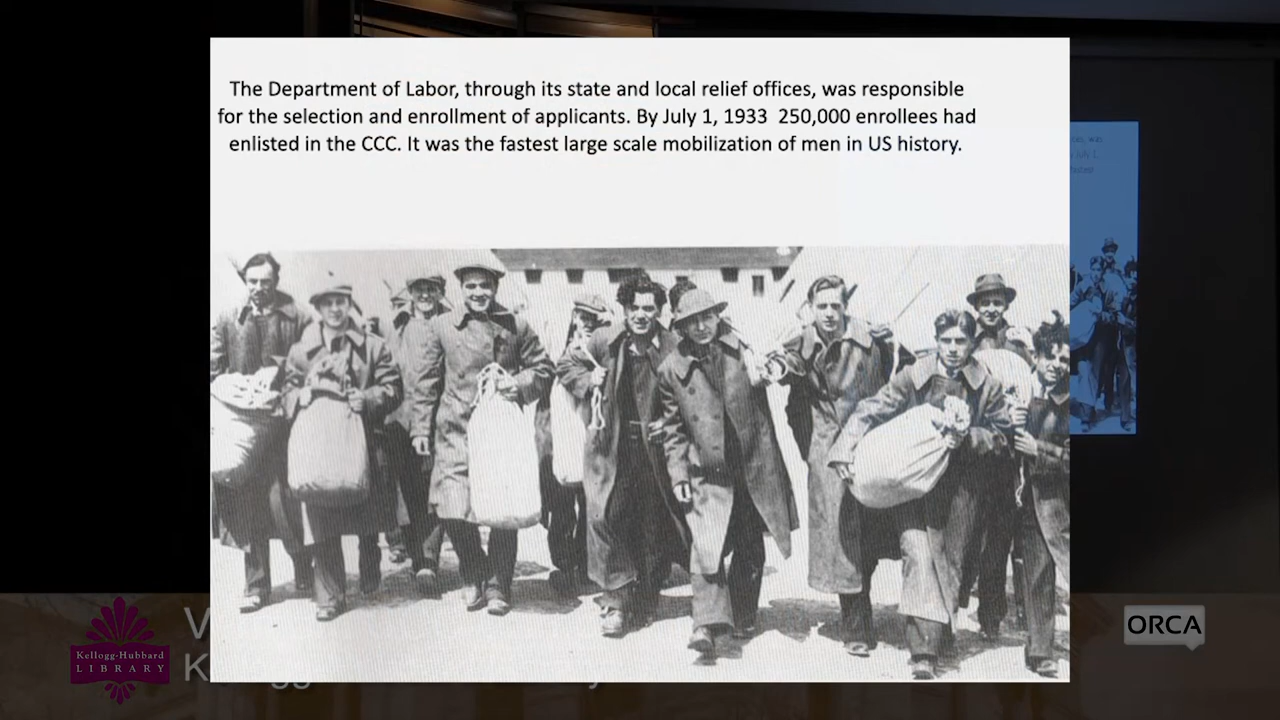 The Department of Labor, through its state and local relief offices, was responsible
for the selection and enrollment of applicants. By July 1, 1933  250,000 enrollees had
enlisted in the CCC. It was the fastest large scale mobilization of men in US history.
Kellogg-Hubbard
LIBRARY
ORCA